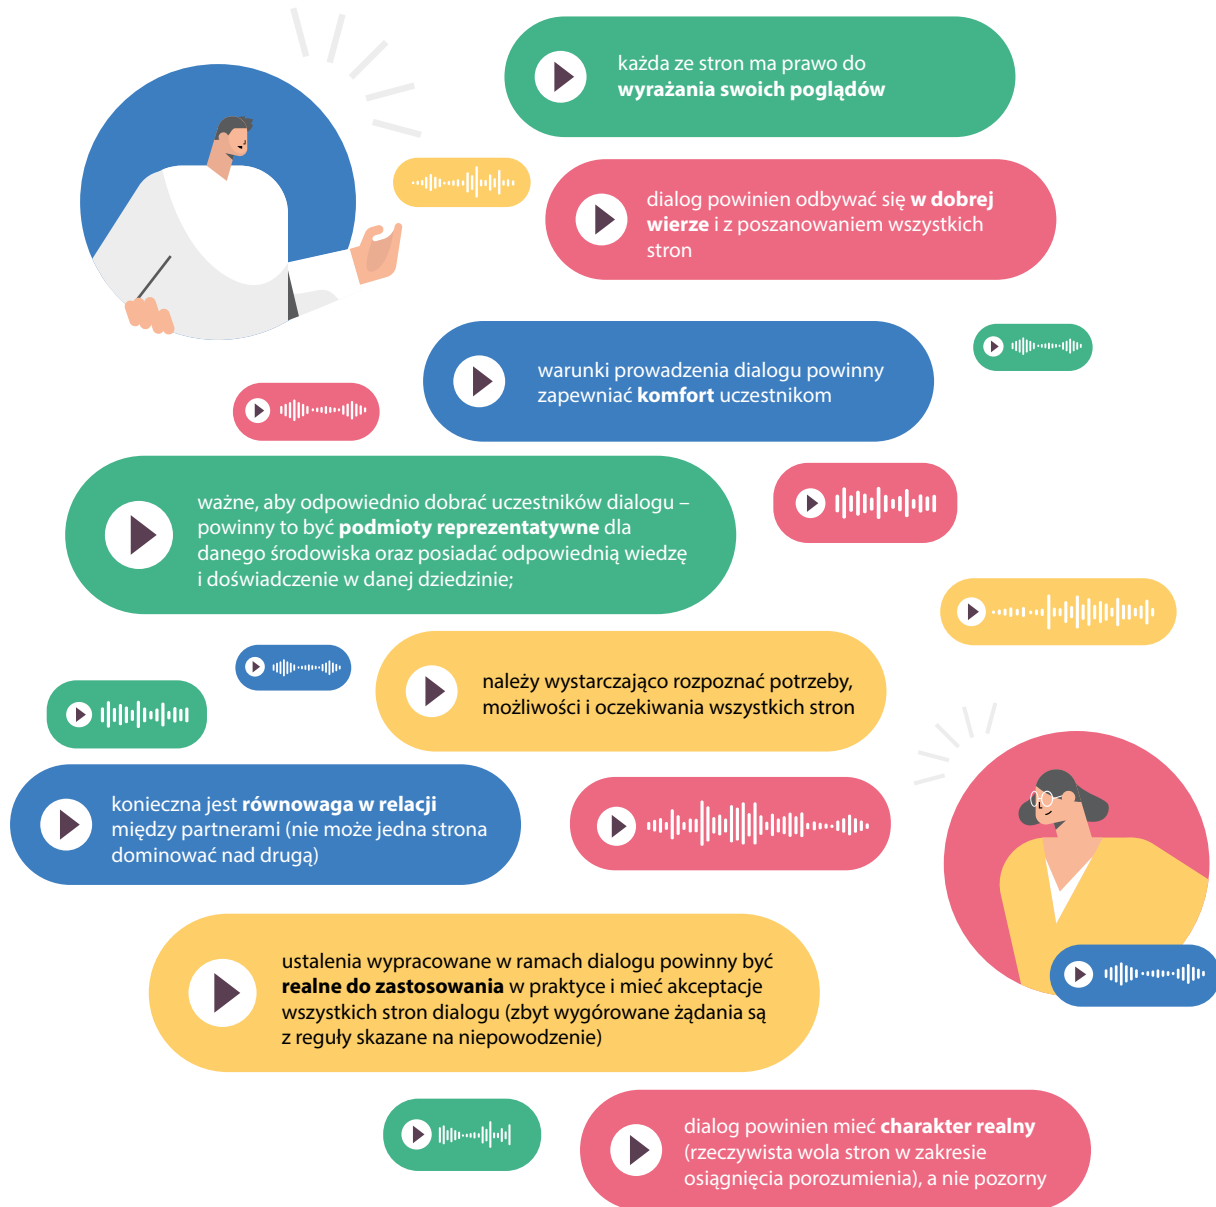 każda ze stron ma prawo do
wyrażania swoich poglądów
dialog powinien odbywać się w dobrej
wierze i z poszanowaniem wszystkich
stron
warunki prowadzenia dialogu powinny
zapewniać komfort uczestnikom
ważne, aby odpowiednio dobrać uczestników dialogu –
powinny to być podmioty reprezentatywne dla
danego środowiska oraz posiadać odpowiednią wiedzę
i doświadczenie w danej dziedzinie;
należy wystarczająco rozpoznać potrzeby,
możliwości i oczekiwania wszystkich stron
konieczna jest równowaga w relacji
między partnerami (nie może jedna strona
dominować nad drugą)
ustalenia wypracowane w ramach dialogu powinny być
realne do zastosowania w praktyce i mieć akceptacje
wszystkich stron dialogu (zbyt wygórowane żądania są
z reguły skazane na niepowodzenie)
dialog powinien mieć charakter realny
(rzeczywista wola stron w zakresie
osiągnięcia porozumienia), a nie pozorny